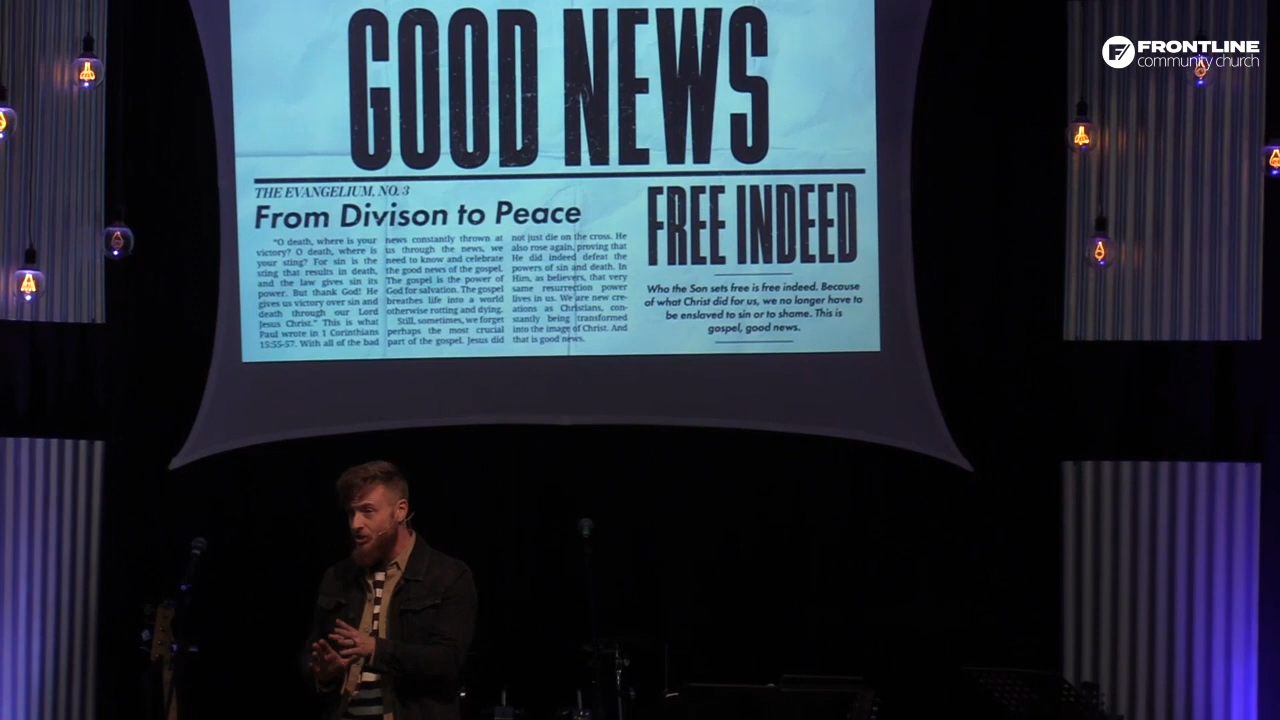 GOOD NEWS
THE EVANGELIUM, NO. 3
From Divison to Peace
"O death, where is your
victory? O death, where is
your sting? For sin is the
sting that results in death,
and the law gives sin its
power. But thank God! He
gives us victory over sin and
death through our Lord
Jesus Christ." This is what
Paul wrote in 1 Corinthians
15:55-57. With all of the bad
news constantly thrown at
us through the news, we
need to know and celebrate
the good news of the gospel.
The gospel is the power of
God for salvation. The gospel
breathes life into a world
otherwise rotting and dying.
Still, sometimes, we forget
perhaps the most crucial
part of the gospel. Jesus did
not just die on the cross. He
also rose again, proving that
He did indeed defeat the
powers of sin and death. In
Him, as believers, that very
same resurrection power
lives in us. We are new cre-
ations as Christians, con-
stantly being transformed
into the image of Christ. And
that is good news.
FREE INDEED
Who the Son sets free is free indeed. Because
of what Christ did for us, we no longer have to
be enslaved to sin or to shame. This is
gospel, good news.
FRONTLINE
community church